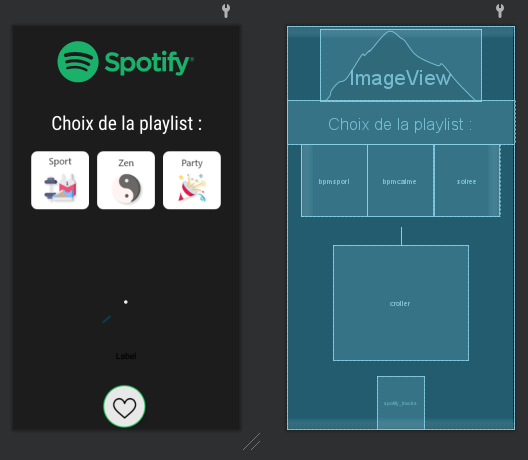 Spotify®
Choix de la playlist :
Sport
Zen
Party
Label
ImageView
Choix de la playlist :
bpmsport
bpmcalme
soiree
croller
spotify_tracks